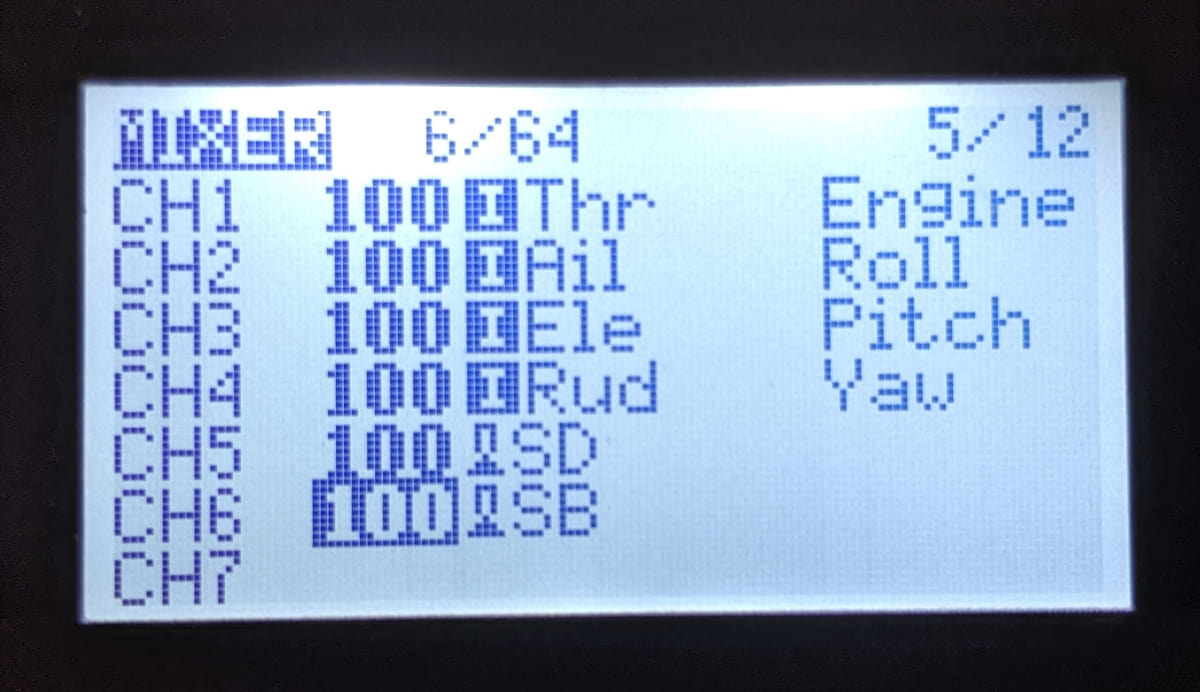 MIXER 6/64 5/12
CH1 100 I Thr Engine
CH2 100 I Ail Roll
CH3 100 I Ele Pitch
CH4 100 I Rud Yaw
CH5 100 SD
CH6 100 SB
CH7